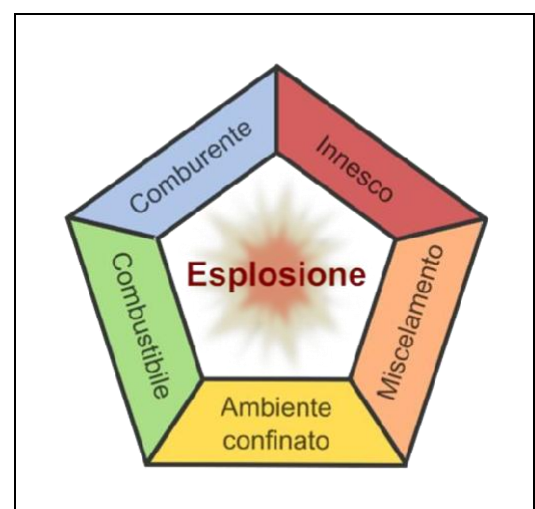 Comburente
Innesco
Esplosione
Combustibile
Miscelamento
Ambiente
confinato